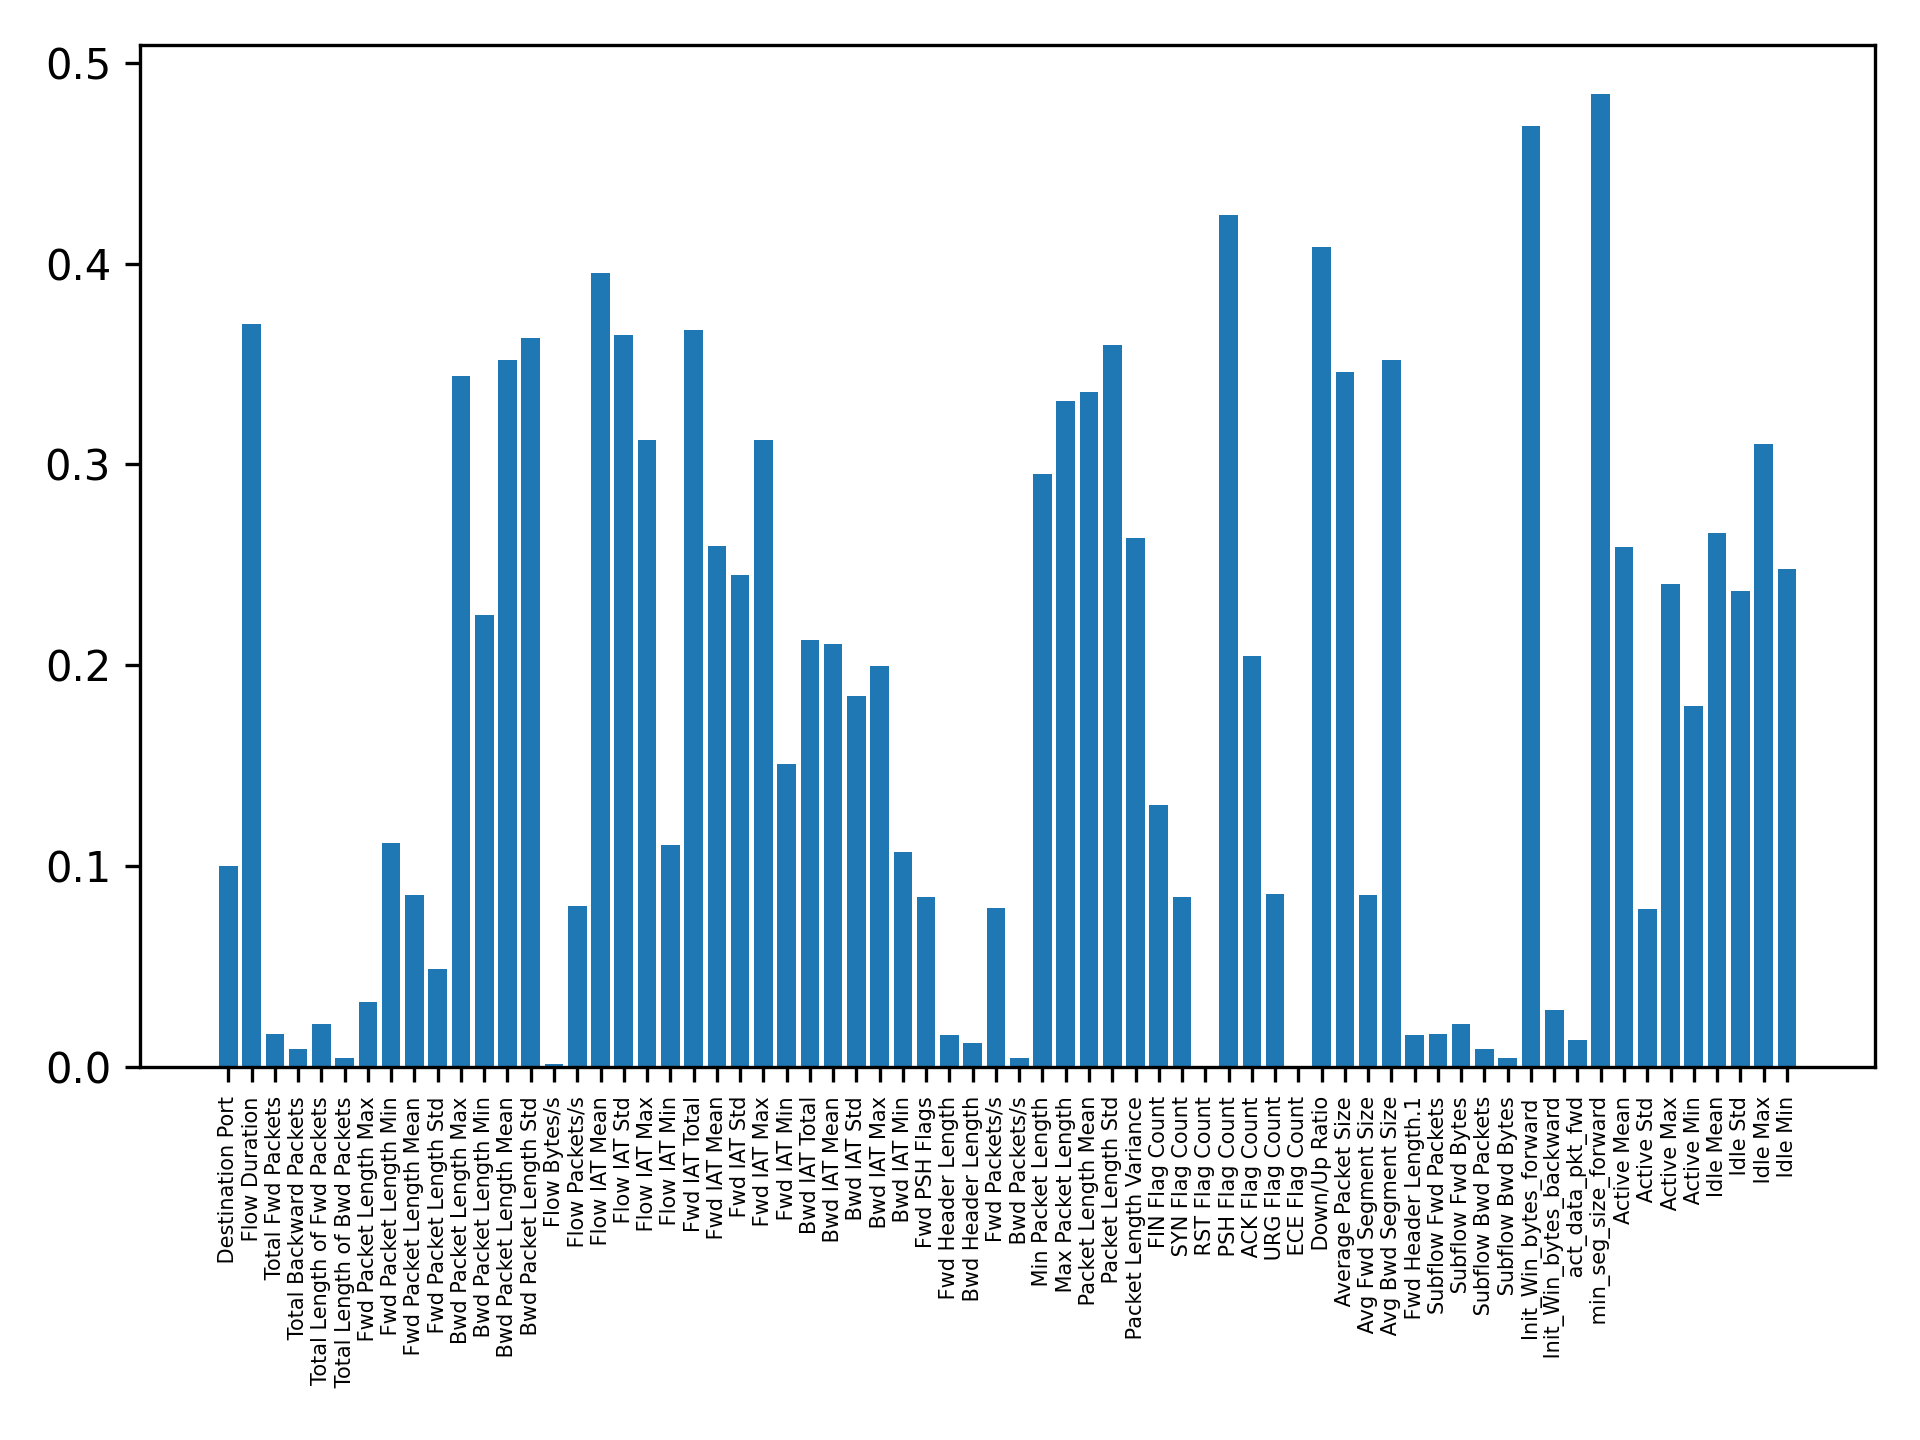 0.5
0.4
0.3
0.2
0.1
0.0
Destination Port
Flow Duration
Total Fwd Packets
Total Backward Packets
Total Length of Fwd Packets
Total Length of Bwd Packets
Fwd Packet Length Max
Fwd Packet Length Min
Fwd Packet Length Mean
Fwd Packet Length Std
Bwd Packet Length Max
Bwd Packet Length Min
Bwd Packet Length Mean
Bwd Packet Length Std
Flow Bytes/s
Flow Packets/s
Flow IAT Mean
Flow IAT Std
Flow IAT Max
Flow IAT Min
Fwd IAT Total
Fwd IAT Mean
Fwd IAT Std
Fwd IAT Max
Fwd IAT Min
Bwd IAT Total
Bwd IAT Mean
Bwd IAT Std
Bwd IAT Max
Bwd IAT Min
Fwd PSH Flags
Fwd Header Length
Bwd Header Length
Fwd Packets/s
Bwd Packets/s
Min Packet Length
Max Packet Length
Packet Length Mean
Packet Length Std
Packet Length Variance
FIN Flag Count
SYN Flag Count
RST Flag Count
PSH Flag Count
ACK Flag Count
URG Flag Count
ECE Flag Count
Down/Up Ratio
Average Packet Size
Avg Fwd Segment Size
Avg Bwd Segment Size
Fwd Header Length.1
Subflow Fwd Packets
Subflow Fwd Bytes
Subflow Bwd Packets
Subflow Bwd Bytes
Init_Win_bytes_forward
Init_Win_bytes_backward
act_data_pkt_fwd
min_seg_size_forward
Active Mean
Active Std
Active Max
Active Min
Idle Mean
Idle Std
Idle Max
Idle Min